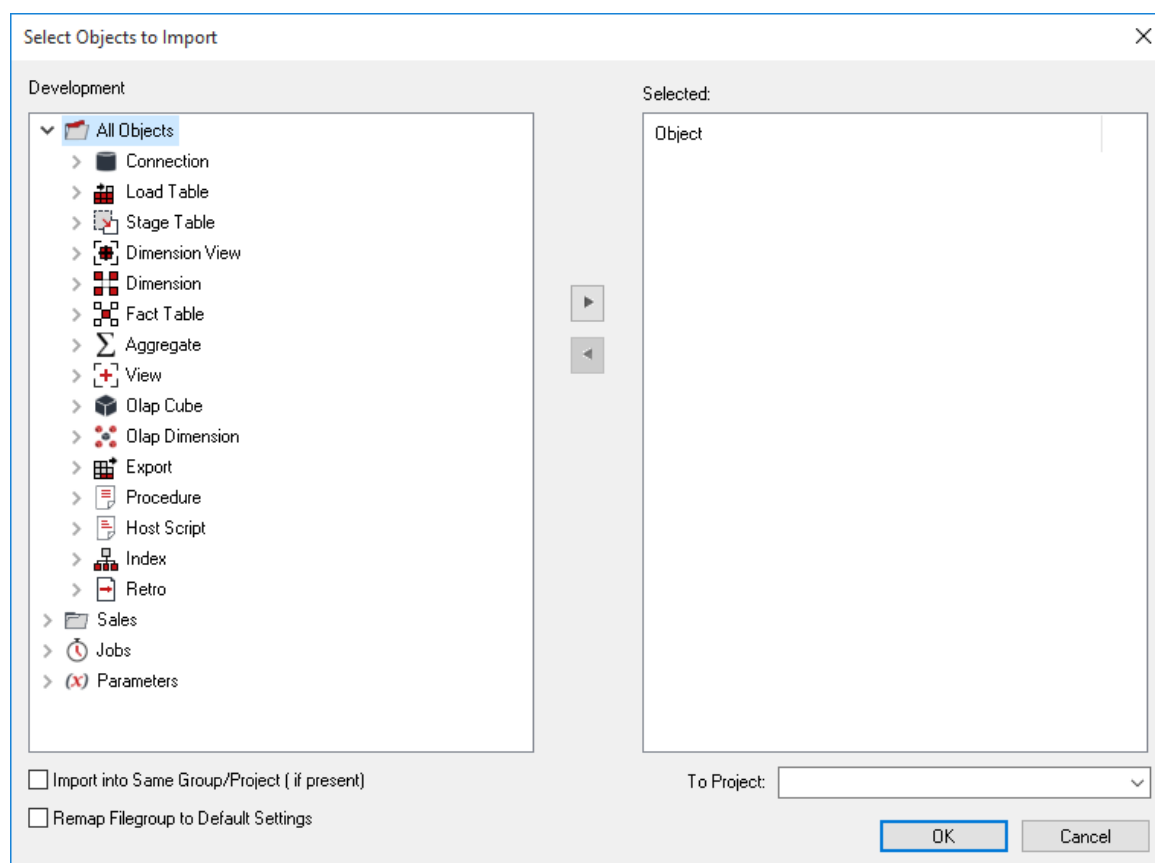 Select Objects to Import
Development
All Objects
Connection
Load Table
Stage Table
Dimension View
Dimension
Fact Table
Aggregate
View
Olap Cube
Olap Dimension
Export
Procedure
Host Script
Index
Retro
Sales
Jobs
(x) Parameters
Import into Same Group/Project ( if present)
Remap Filegroup to Default Settings
Selected:
Object
To Project:
OK Cancel